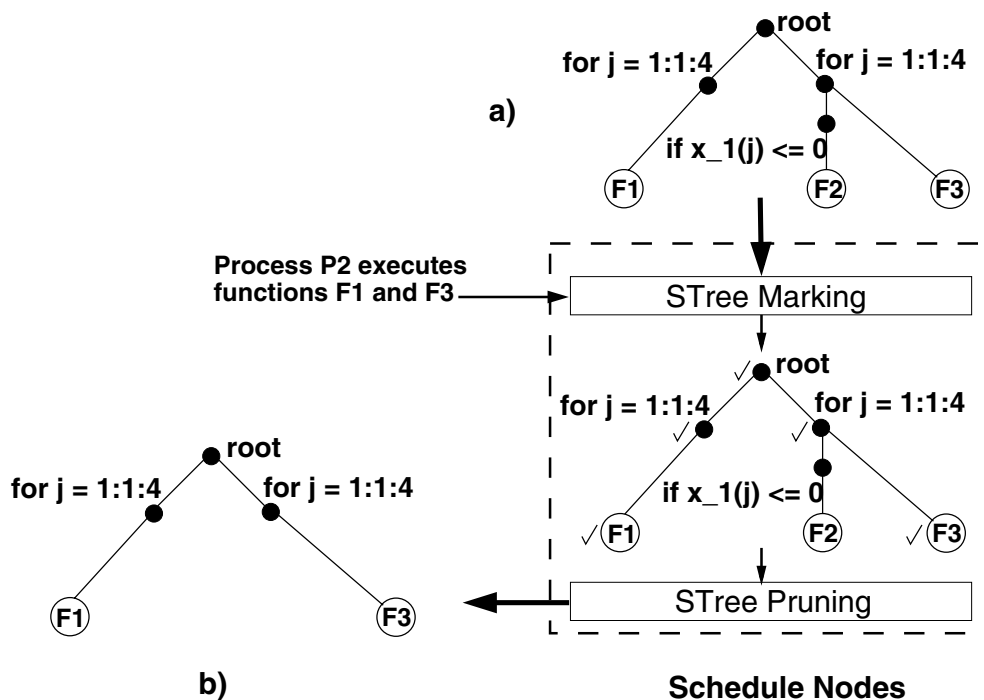 root
for j = 1:1:4
for j = 1:1:4
a)
if x_1(j) <= 0
F1
F2
F3
Process P2 executes
functions F1 and F3
STree Marking
√ root
for j = 1:1:4
for j = 1:1:4
√
√
if x_1(j) <= 0
√ F1
F2
√ F3
STree Pruning
root
for j = 1:1:4
for j = 1:1:4
F1
F3
b)
Schedule Nodes